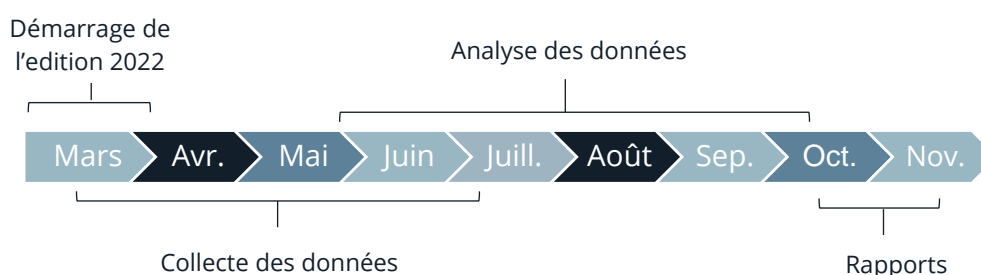 Démarrage de
l'edition 2022
Analyse des données
Mars Avr. Mai Juin Juill. Août Sep. Oct. Nov.
Collecte des données
Rapports